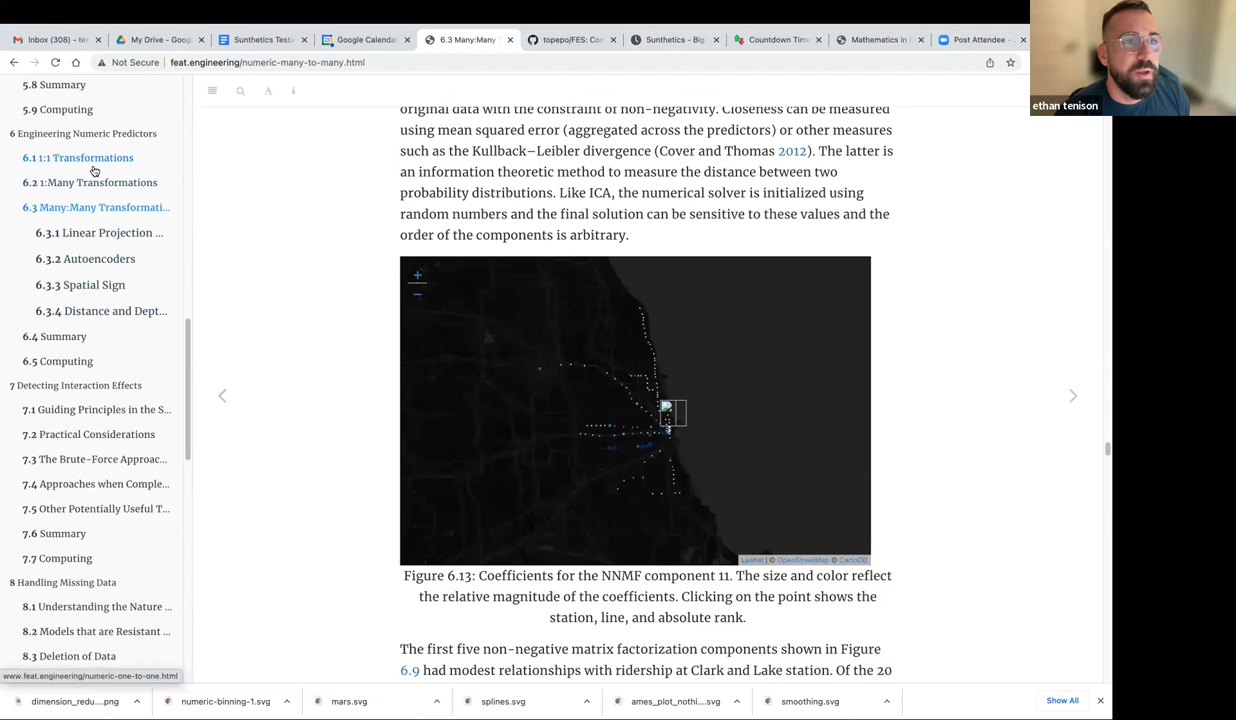 Inbox (308) - te
My Drive - Goog
Sunthetics Testi
Google Calenda
6.3 Many:Many
topepo/FES: Co
Sunthetics - Big
Countdown Tim
Mathematics in
Post Attendee -
Not Secure
feat.engineering/numeric-many-to-many.html
ethan tenison
5.8 Summary
5.9 Computing
6 Engineering Numeric Predictors
6.1 1:1 Transformations
6.2 1:Many Transformations
6.3 Many:Many Transformati...
6.3.1 Linear Projection ...
6.3.2 Autoencoders
6.3.3 Spatial Sign
6.3.4 Distance and Dept...
6.4 Summary
6.5 Computing
7 Detecting Interaction Effects
7.1 Guiding Principles in the S...
7.2 Practical Considerations
7.3 The Brute-Force Approac...
7.4 Approaches when Comple...
7.5 Other Potentially Useful T...
7.6 Summary
7.7 Computing
8 Handling Missing Data
8.1 Understanding the Nature ...
8.2 Models that are Resistant ...
8.3 Deletion of Data
www.feat.engineering/numeric-one-to-one.html
original data with the constraint of non-negativity. Closeness can be measured
using mean squared error (aggregated across the predictors) or other measures
such as the Kullback–Leibler divergence (Cover and Thomas 2012). The latter is
an information theoretic method to measure the distance between two
probability distributions. Like ICA, the numerical solver is initialized using
random numbers and the final solution can be sensitive to these values and the
order of the components is arbitrary.
+
−
Leaflet | © OpenStreetMap © CartoDB
Figure 6.13: Coefficients for the NNMF component 11. The size and color reflect
the relative magnitude of the coefficients. Clicking on the point shows the
station, line, and absolute rank.
The first five non-negative matrix factorization components shown in Figure
6.9 had modest relationships with ridership at Clark and Lake station. Of the 20
dimension_redu....png
numeric-binning-1.svg
mars.svg
splines.svg
ames_plot_nothi....svg
smoothing.svg
Show All